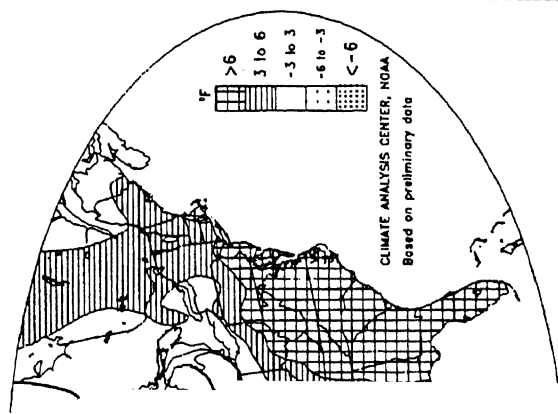 °F
>6
3 to 6
-3 to 3
-6 to -3
<-6
CLIMATE ANALYSIS CENTER, NOAA
Based on preliminary data